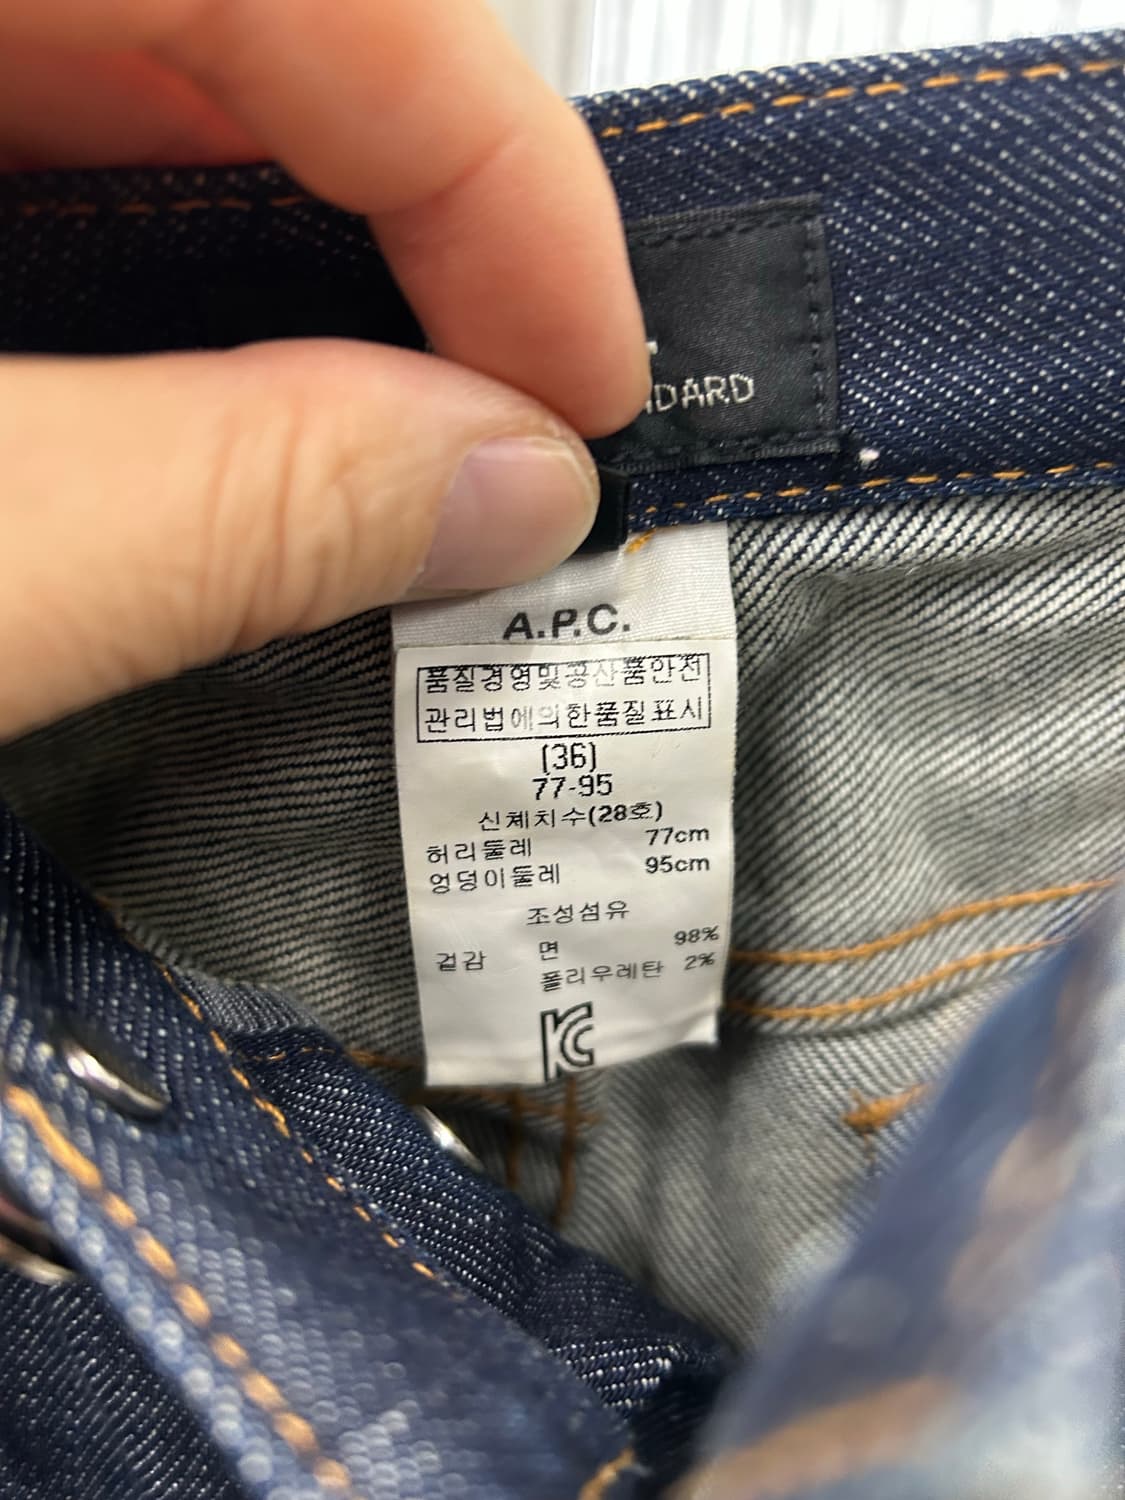 A.P.C.
품질경영및공산품안전
관리법에의한품질표시
(36)
77-95
신체치수(28호)
허리둘레 77cm
엉덩이둘레 95cm
조성섬유
겉감 면 98%
폴리우레탄 2%
KC